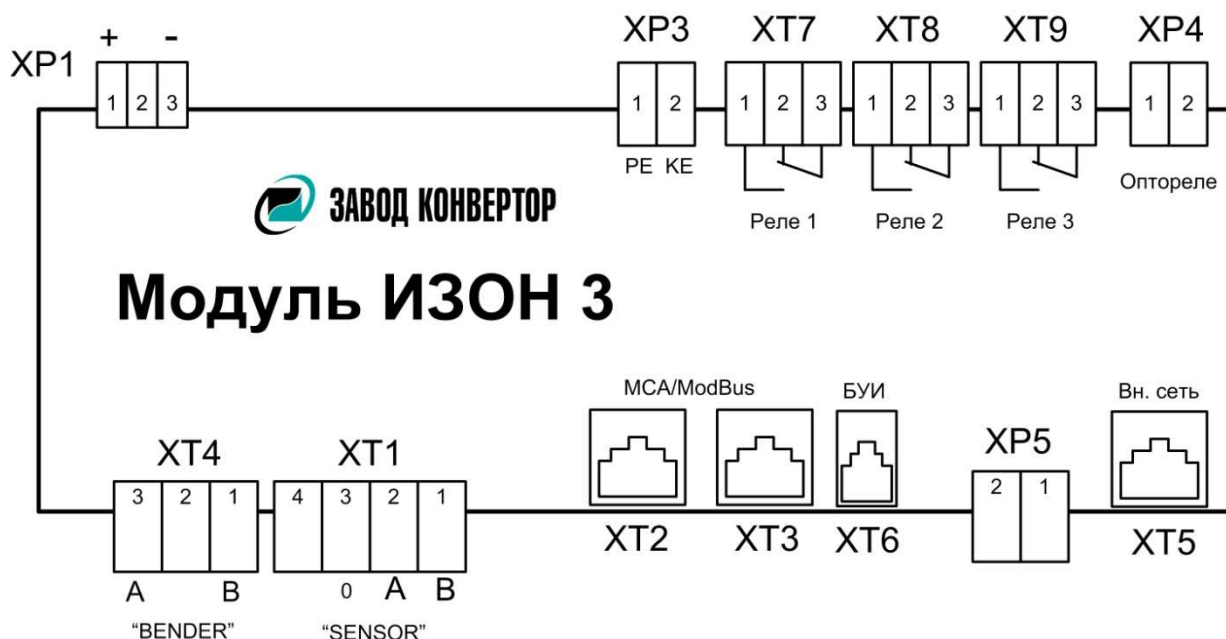 + -
XP1
1 2 3
XP3 XT7 XT8 XT9 XP4
1 2 1 2 3 1 2 3 1 2 3 1 2
PE KE
Реле 1 Реле 2 Реле 3
Оптореле
ЗАВОД КОНВЕРТОР
Модуль ИЗОН 3
MCA/ModBus БУИ Вн. сеть
XT4 XT1 XP5
3 2 1 4 3 2 1 2 1
XT2 XT3 XT6 XT5
A B 0 A B
"BENDER" "SENSOR"